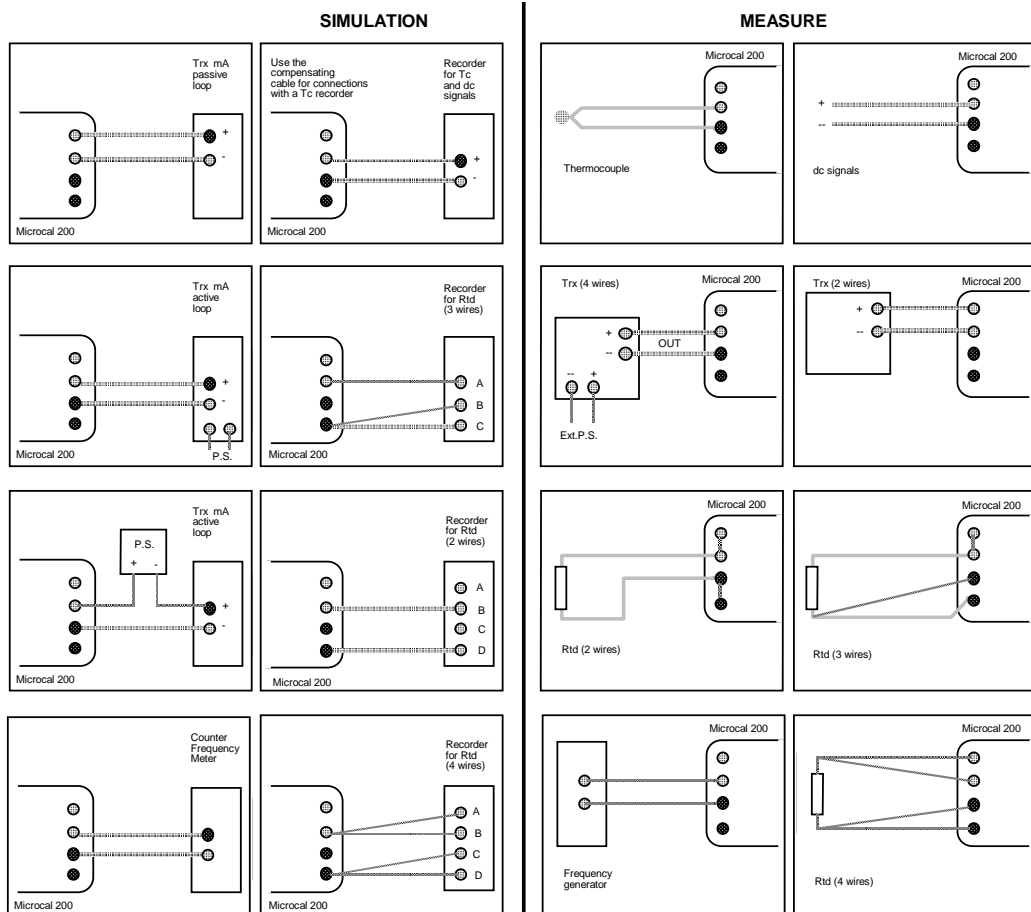 SIMULATION
MEASURE
Trx mA
passive
loop
+
-
Microcal 200
Use the
compensating
cable for connections
with a Tc recorder
Recorder
for Tc
and dc
signals
+
-
Microcal 200
Microcal 200
Thermocouple
Microcal 200
+
--
dc signals
Trx mA
active
loop
+
-
P.S.
Microcal 200
Recorder
for Rtd
(3 wires)
A
B
C
Microcal 200
Trx (4 wires)
Microcal 200
+
--
OUT
-- +
Ext.P.S.
Trx (2 wires)
Microcal 200
+
--
Trx mA
active
loop
P.S.
+ -
+
-
Microcal 200
Recorder
for Rtd
(2 wires)
A
B
C
D
Microcal 200
Microcal 200
Rtd (2 wires)
Microcal 200
Rtd (3 wires)
Counter
Frequency
Meter
Microcal 200
Recorder
for Rtd
(4 wires)
A
B
C
D
Microcal 200
Microcal 200
Frequency
generator
Microcal 200
Rtd (4 wires)